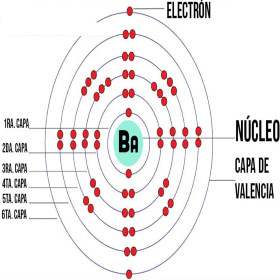 ELECTRÓN
1RA. CAPA
BA
NÚCLEO
2DA. CAPA
3RA. CAPA
CAPA DE
VALENCIA
4TA. CAPA
5TA. CAPA
6TA. CAPA